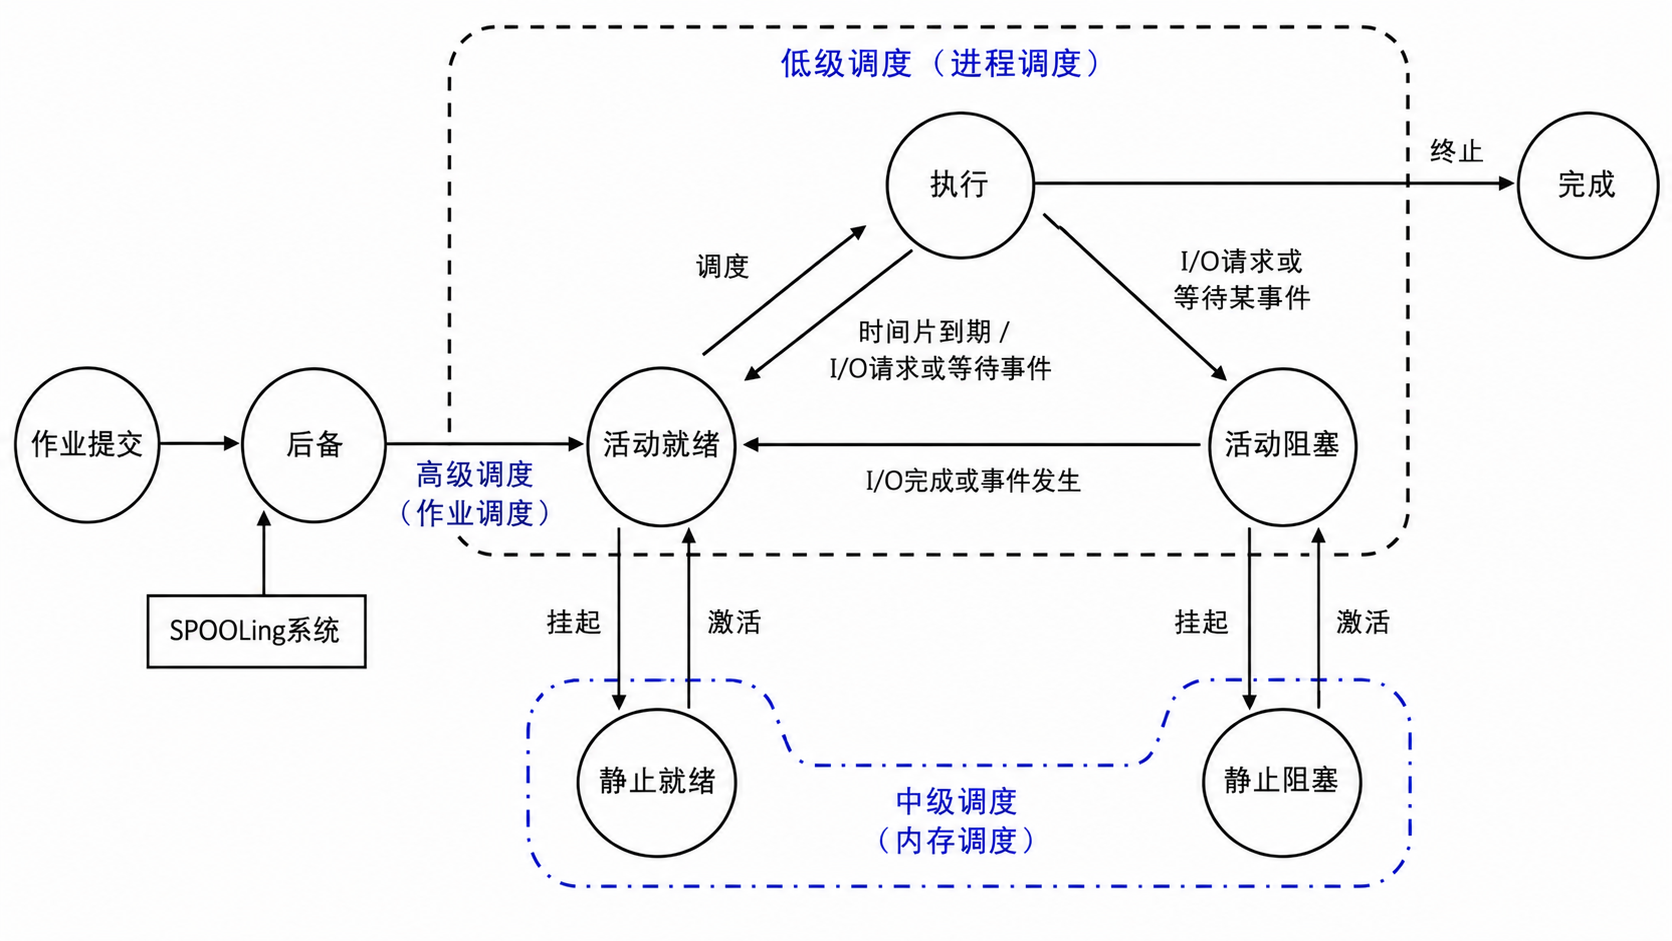 低级调度（进程调度）
执行
终止
完成
调度
I/O请求或
等待某事件
时间片到期 /
I/O请求或等待事件
作业提交
后备
活动就绪
活动阻塞
高级调度
（作业调度）
I/O完成或事件发生
SPOOLing系统
挂起
激活
挂起
激活
静止就绪
静止阻塞
中级调度
（内存调度）